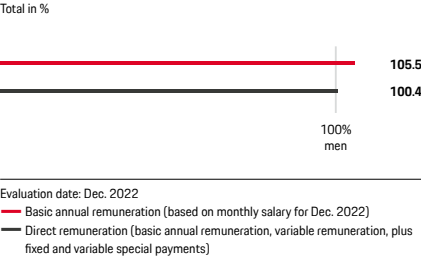 Total in %
105.5
100.4
100%
men
Evaluation date: Dec. 2022
Basic annual remuneration (based on monthly salary for Dec. 2022)
Direct remuneration (basic annual remuneration, variable remuneration, plus
fixed and variable special payments)